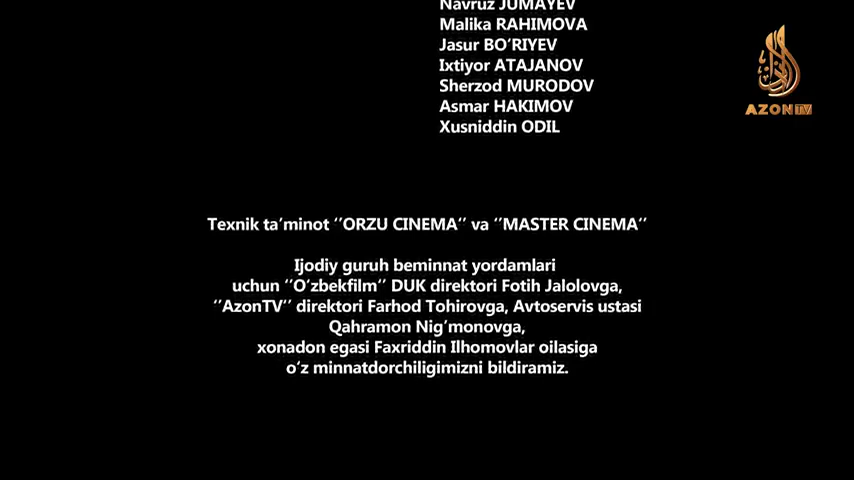 Navruz JUMAYEV
Malika RAHIMOVA
Jasur BO‘RIYEV
Ixtiyor ATAJANOV
Sherzod MURODOV
Asmar HAKIMOV
Xusniddin ODIL
AZON TV
Texnik ta’minot ‘‘ORZU CINEMA’’ va ‘‘MASTER CINEMA’’
Ijodiy guruh beminnat yordamlari
uchun ‘‘O‘zbekfilm’’ DUK direktori Fotih Jalolovga,
‘‘AzonTV’’ direktori Farhod Tohirovga, Avtoservis ustasi
Qahramon Nig’monovga,
xonadon egasi Faxriddin Ilhomovlar oilasiga
o‘z minnatdorchiligimizni bildiramiz.